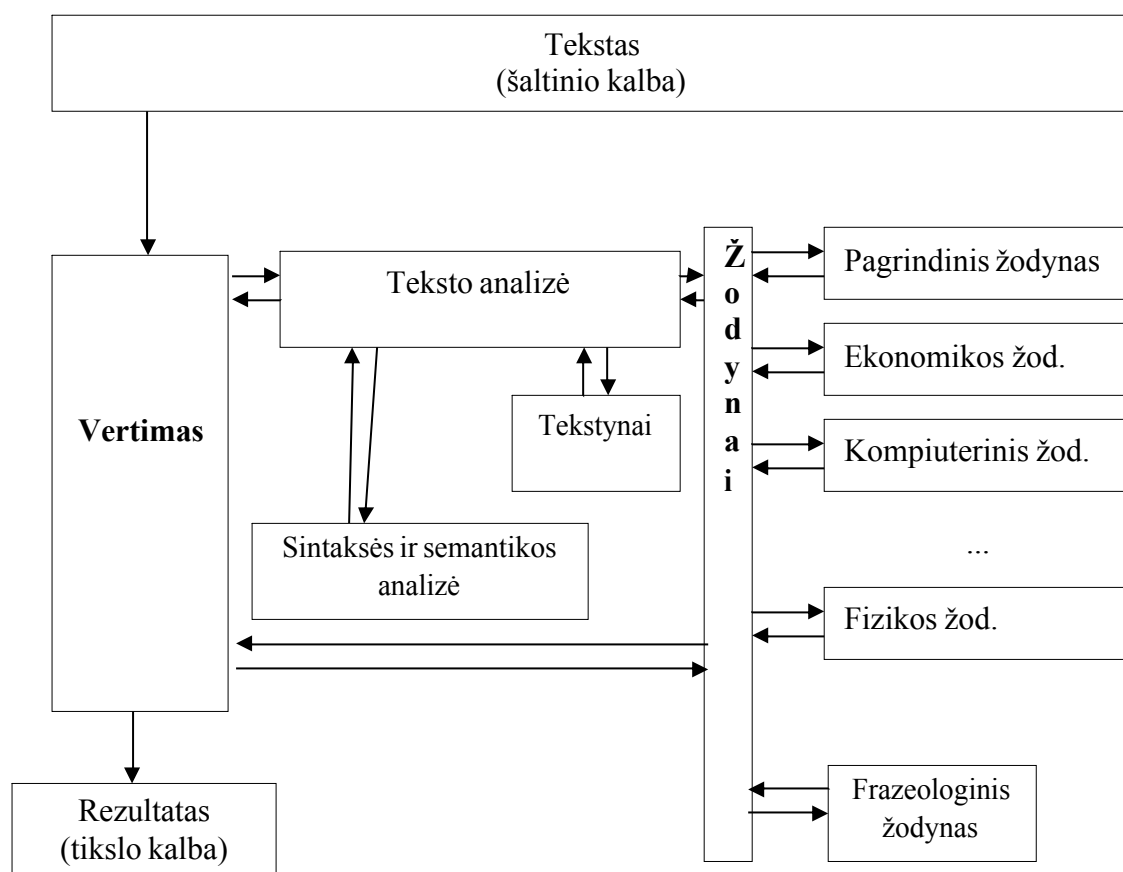 Tekstas
(šaltinio kalba)
Žodynai
Pagrindinis žodynas
Teksto analizė
Ekonomikos žod.
Vertimas
Tekstynai
Kompiuterinis žod.
Sintaksės ir semantikos
analizė
...
Fizikos žod.
Frazeologinis
žodynas
Rezultatas
(tikslo kalba)